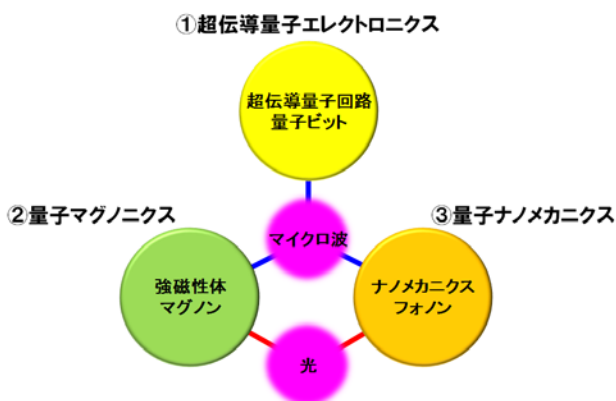 ①超伝導量子エレクトロニクス
超伝導量子回路
量子ビット
②量子マグノニクス
③量子ナノメカニクス
マイクロ波
強磁性体
マグノン
ナノメカニクス
フォノン
光